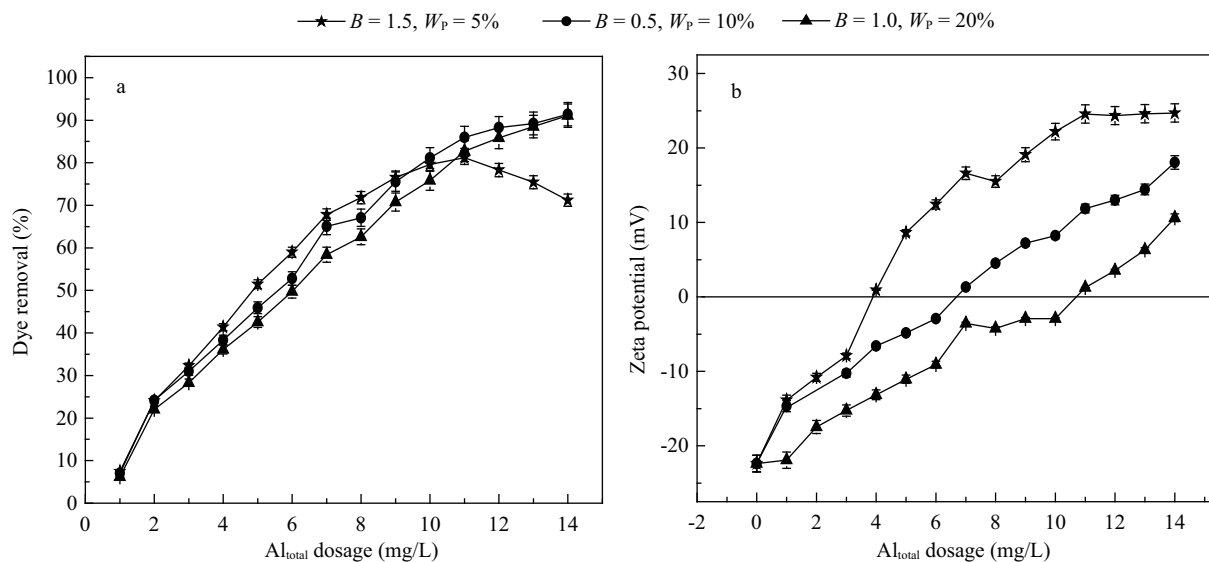 B = 1.5, WP = 5% B = 0.5, WP = 10% B = 1.0, WP = 20%
a
100
90
80
70
60
50
40
30
20
10
0
Dye removal (%)
0 2 4 6 8 10 12 14
Altotal dosage (mg/L)
b
30
20
10
0
-10
-20
Zeta potential (mV)
-2 0 2 4 6 8 10 12 14
Altotal dosage (mg/L)